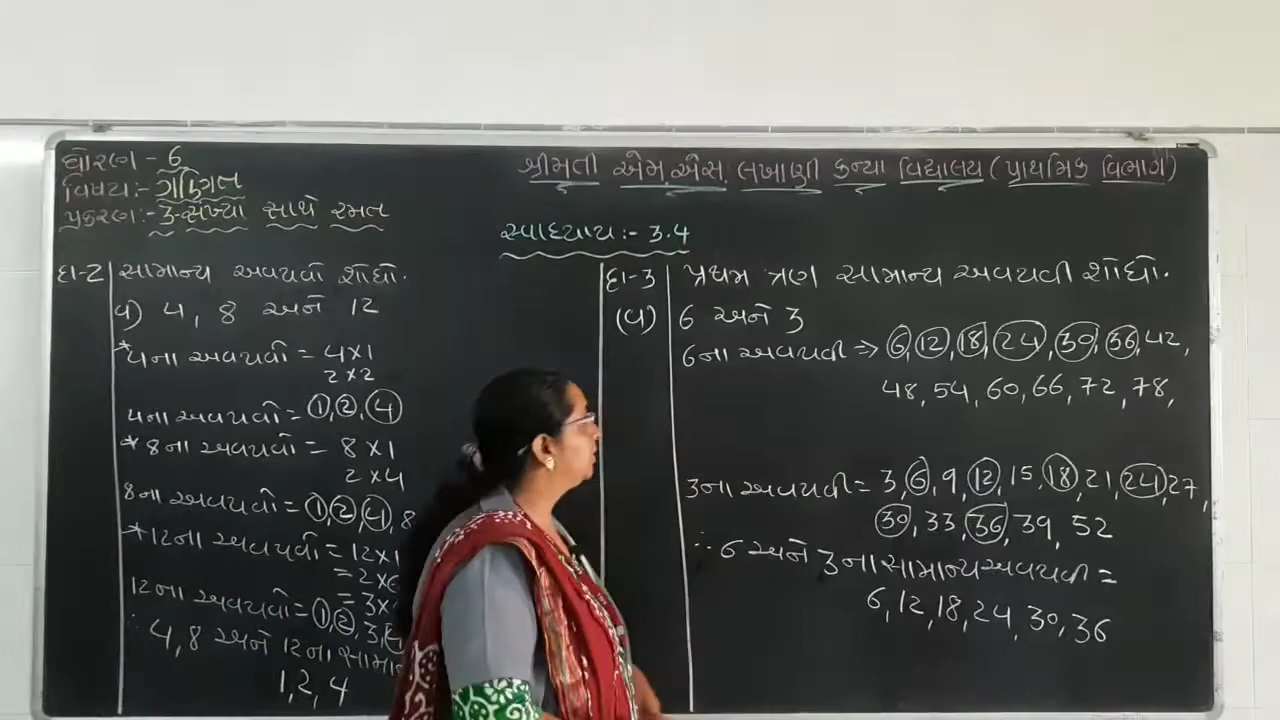 ધોરણ - 6
વિષય:- ગણિત
પ્રકરણ:- 3-સંખ્યા સાથે રમત
શ્રીમતી એમ.એસ. લખાણી કન્યા વિદ્યાલય (પ્રાથમિક વિભાગ)
સ્વાધ્યાય:- 3.4
દા-2 સામાન્ય અવયવો શોધો.
4, 8 અને 12
*4ના અવયવો = 4×1
2×2
4ના અવયવો = 1, 2, 4
*8ના અવયવો = 8×1
2×4
8ના અવયવો = 1, 2, 4, 8
*12ના અવયવો = 12×1
= 2×6
= 3×
12ના અવયવો = 1, 2, 3,
∴ 4, 8 અને 12ના
1, 2, 4
દા-3 પ્રથમ ત્રણ સામાન્ય અવયવી શોધો.
6 અને 3
6ના અવયવી => 6, 12, 18, 24, 30, 36, 42,
48, 54, 60, 66, 72, 78,
3ના અવયવી = 3, 6, 9, 12, 15, 18, 21, 24, 27,
30, 33, 36, 39, 52
∴ 6 અને 3ના સામાન્ય અવયવી =
6, 12, 18, 24, 30, 36